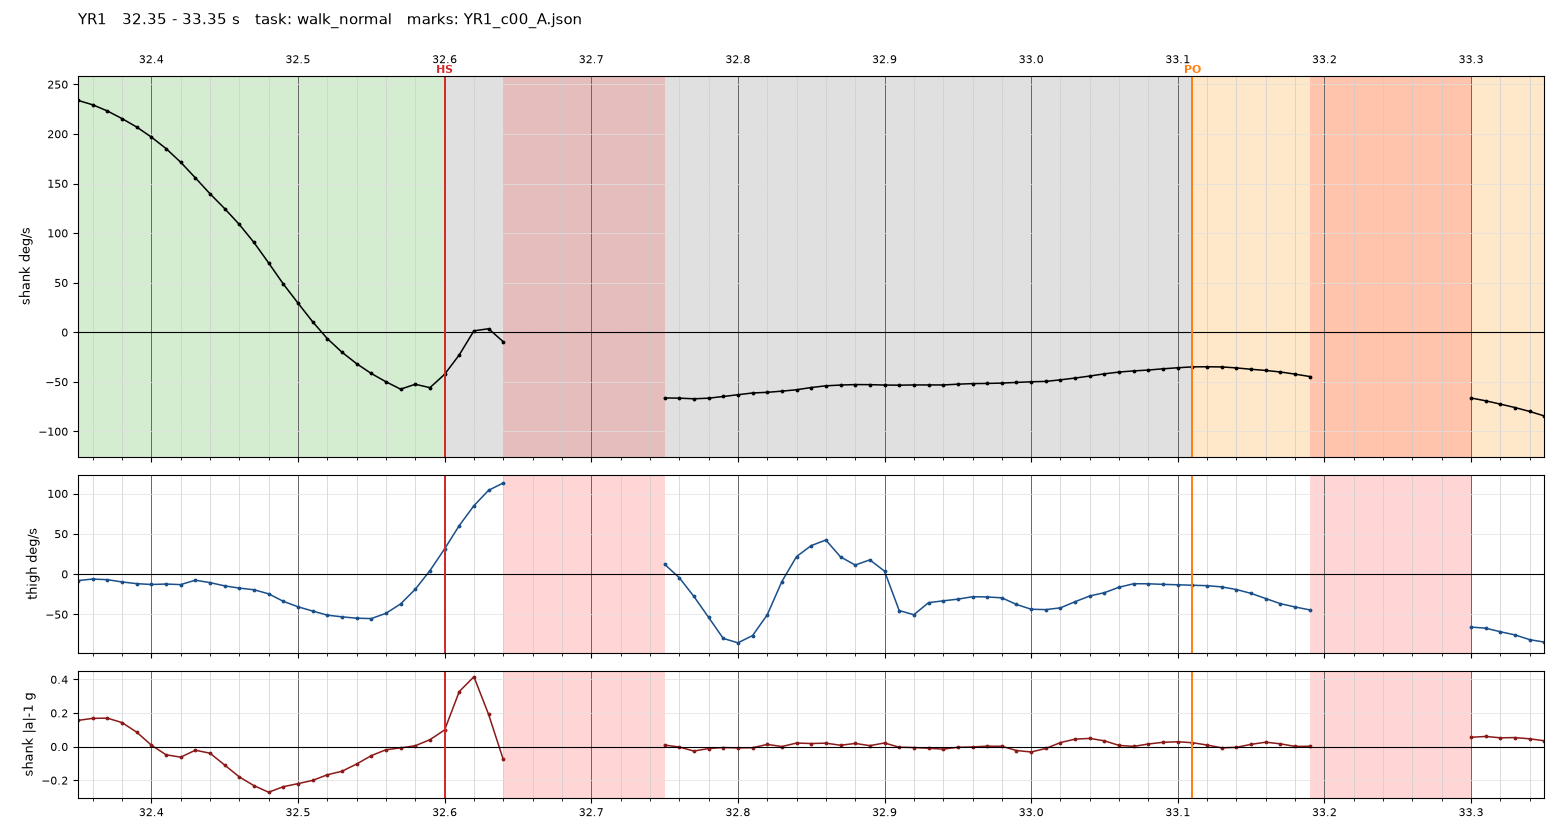 YR1   32.35 - 33.35 s   task: walk_normal   marks: YR1_c00_A.json
32.4 32.5 32.6 32.7 32.8 32.9 33.0 33.1 33.2 33.3
HS PO
250
200
150
100
50
0
−50
−100
shank deg/s
100
50
0
−50
thigh deg/s
0.4
0.2
0.0
−0.2
shank |a|-1 g
32.4 32.5 32.6 32.7 32.8 32.9 33.0 33.1 33.2 33.3